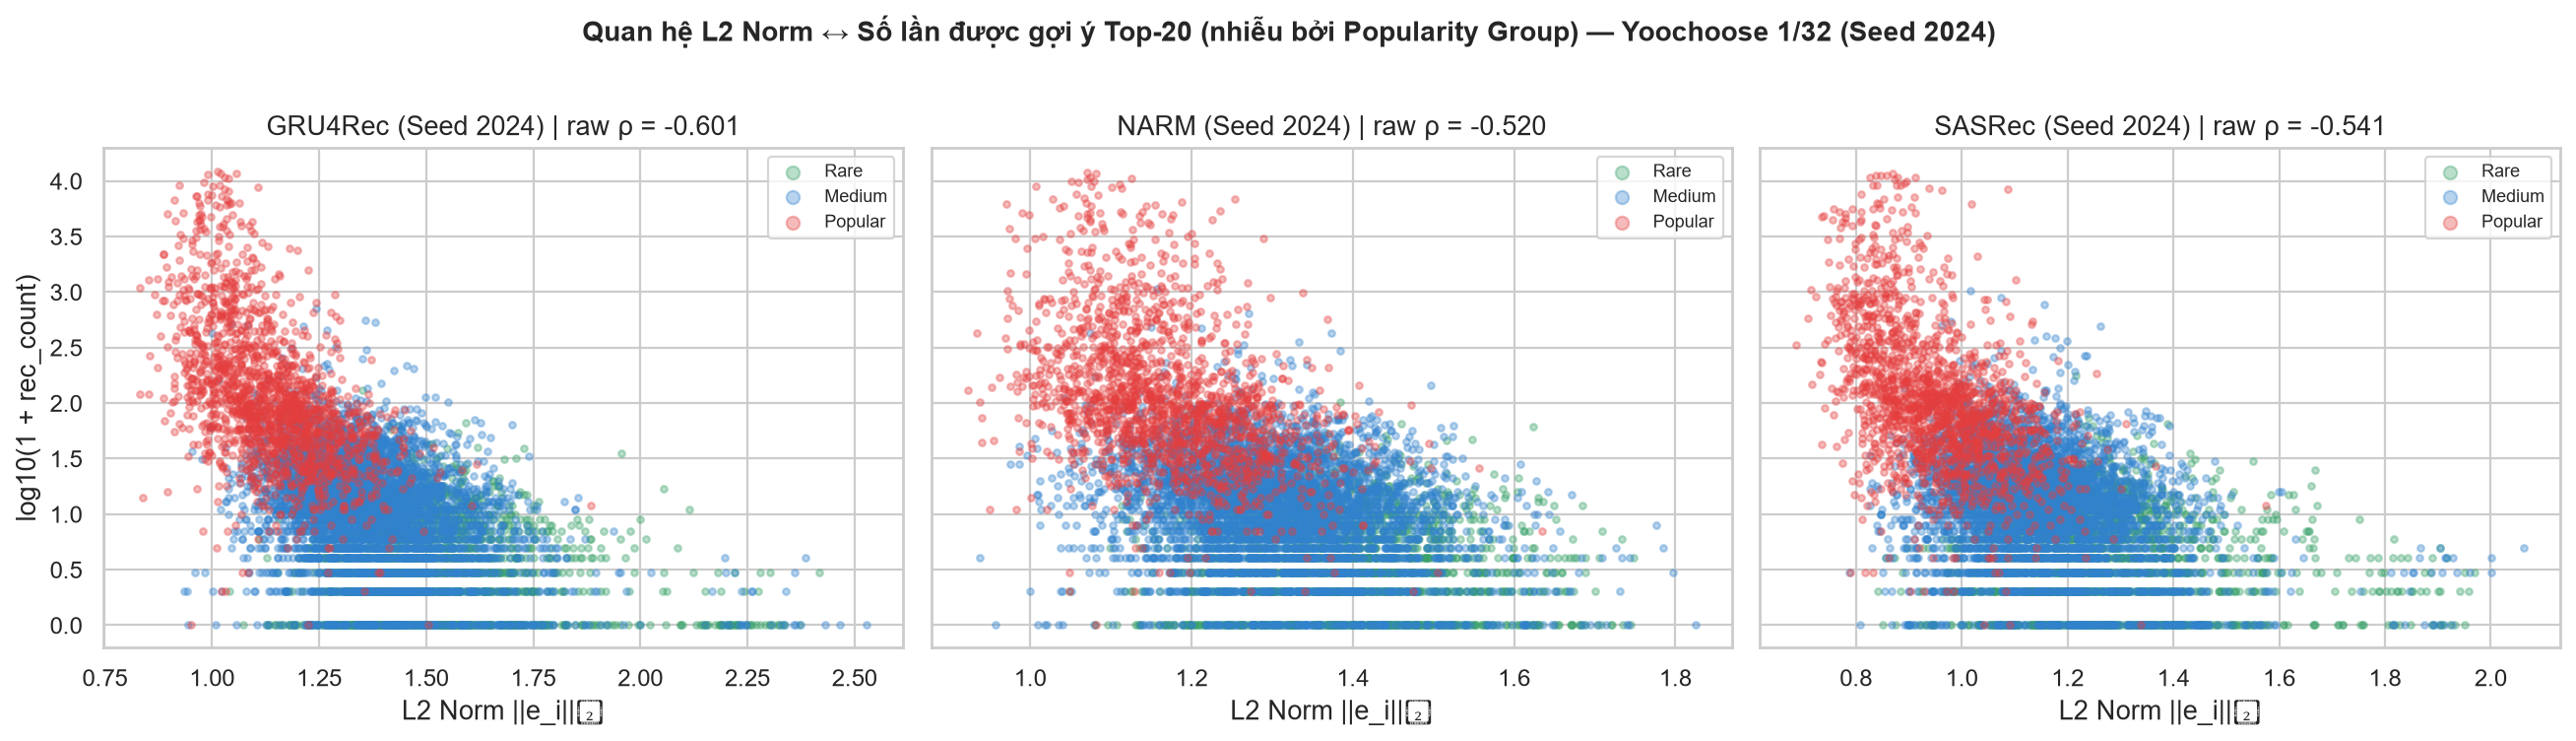 Quan hệ L2 Norm ↔ Số lần được gợi ý Top-20 (nhiễu bởi Popularity Group) — Yoochoose 1/32 (Seed 2024)
GRU4Rec (Seed 2024) | raw ρ = -0.601
Rare
Medium
Popular
log10(1 + rec_count)
4.0
3.5
3.0
2.5
2.0
1.5
1.0
0.5
0.0
0.75 1.00 1.25 1.50 1.75 2.00 2.25 2.50
L2 Norm ||e_i||₂
NARM (Seed 2024) | raw ρ = -0.520
Rare
Medium
Popular
1.0 1.2 1.4 1.6 1.8
L2 Norm ||e_i||₂
SASRec (Seed 2024) | raw ρ = -0.541
Rare
Medium
Popular
0.8 1.0 1.2 1.4 1.6 1.8 2.0
L2 Norm ||e_i||₂